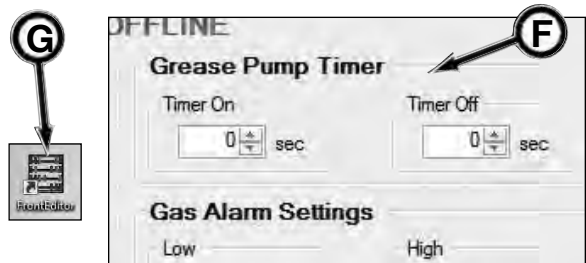 G
F
OFFLINE
Grease Pump Timer
Timer On
Timer Off
0 sec
0 sec
FrontEditor
Gas Alarm Settings
Low
High